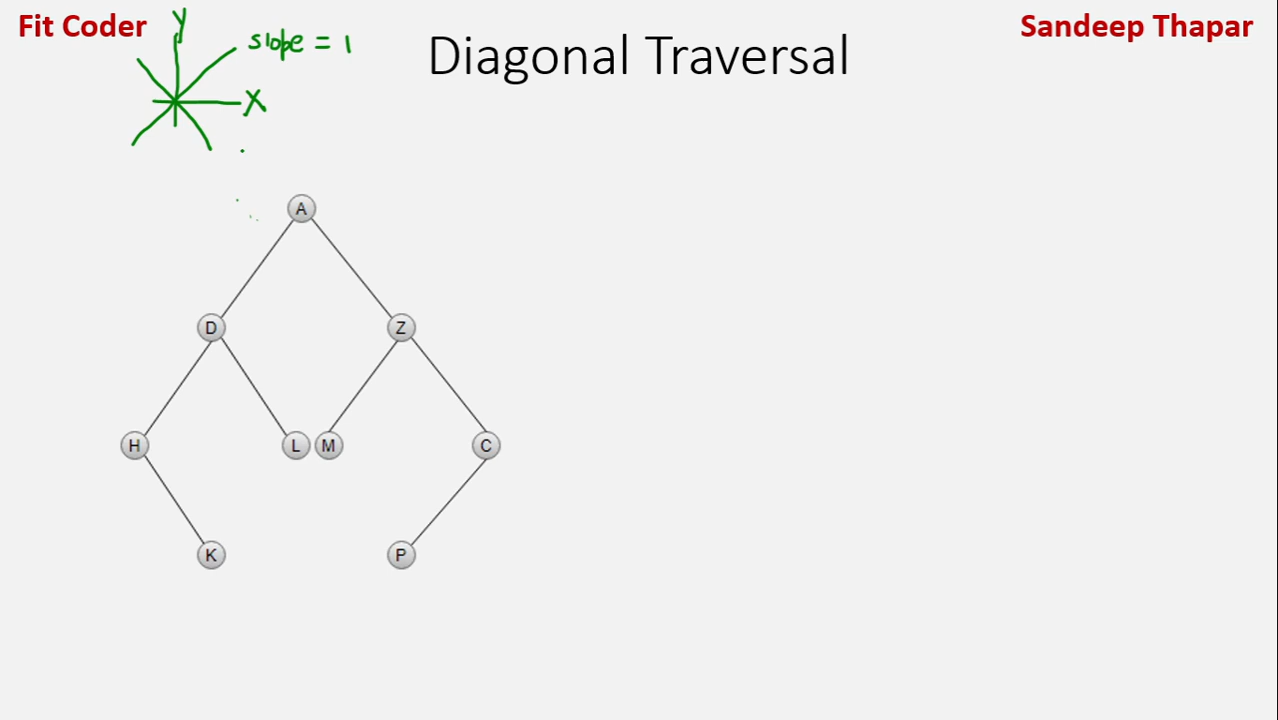 Fit Coder
Sandeep Thapar
Diagonal Traversal
y
slope = 1
X
A
D
Z
H
L
M
C
K
P